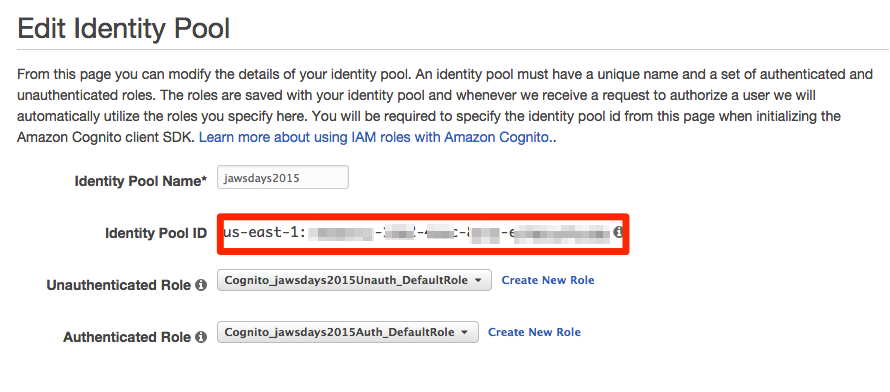 Edit Identity Pool
From this page you can modify the details of your identity pool. An identity pool must have a unique name and a set of authenticated and
unauthenticated roles. The roles are saved with your identity pool and whenever we receive a request to authorize a user we will
automatically utilize the roles you specify here. You will be required to specify the identity pool id from this page when initializing the
Amazon Cognito client SDK. Learn more about using IAM roles with Amazon Cognito..
Identity Pool Name* jawsdays2015
Identity Pool ID us-east-1:
Unauthenticated Role Cognito_jawsdays2015Unauth_DefaultRole Create New Role
Authenticated Role Cognito_jawsdays2015Auth_DefaultRole Create New Role